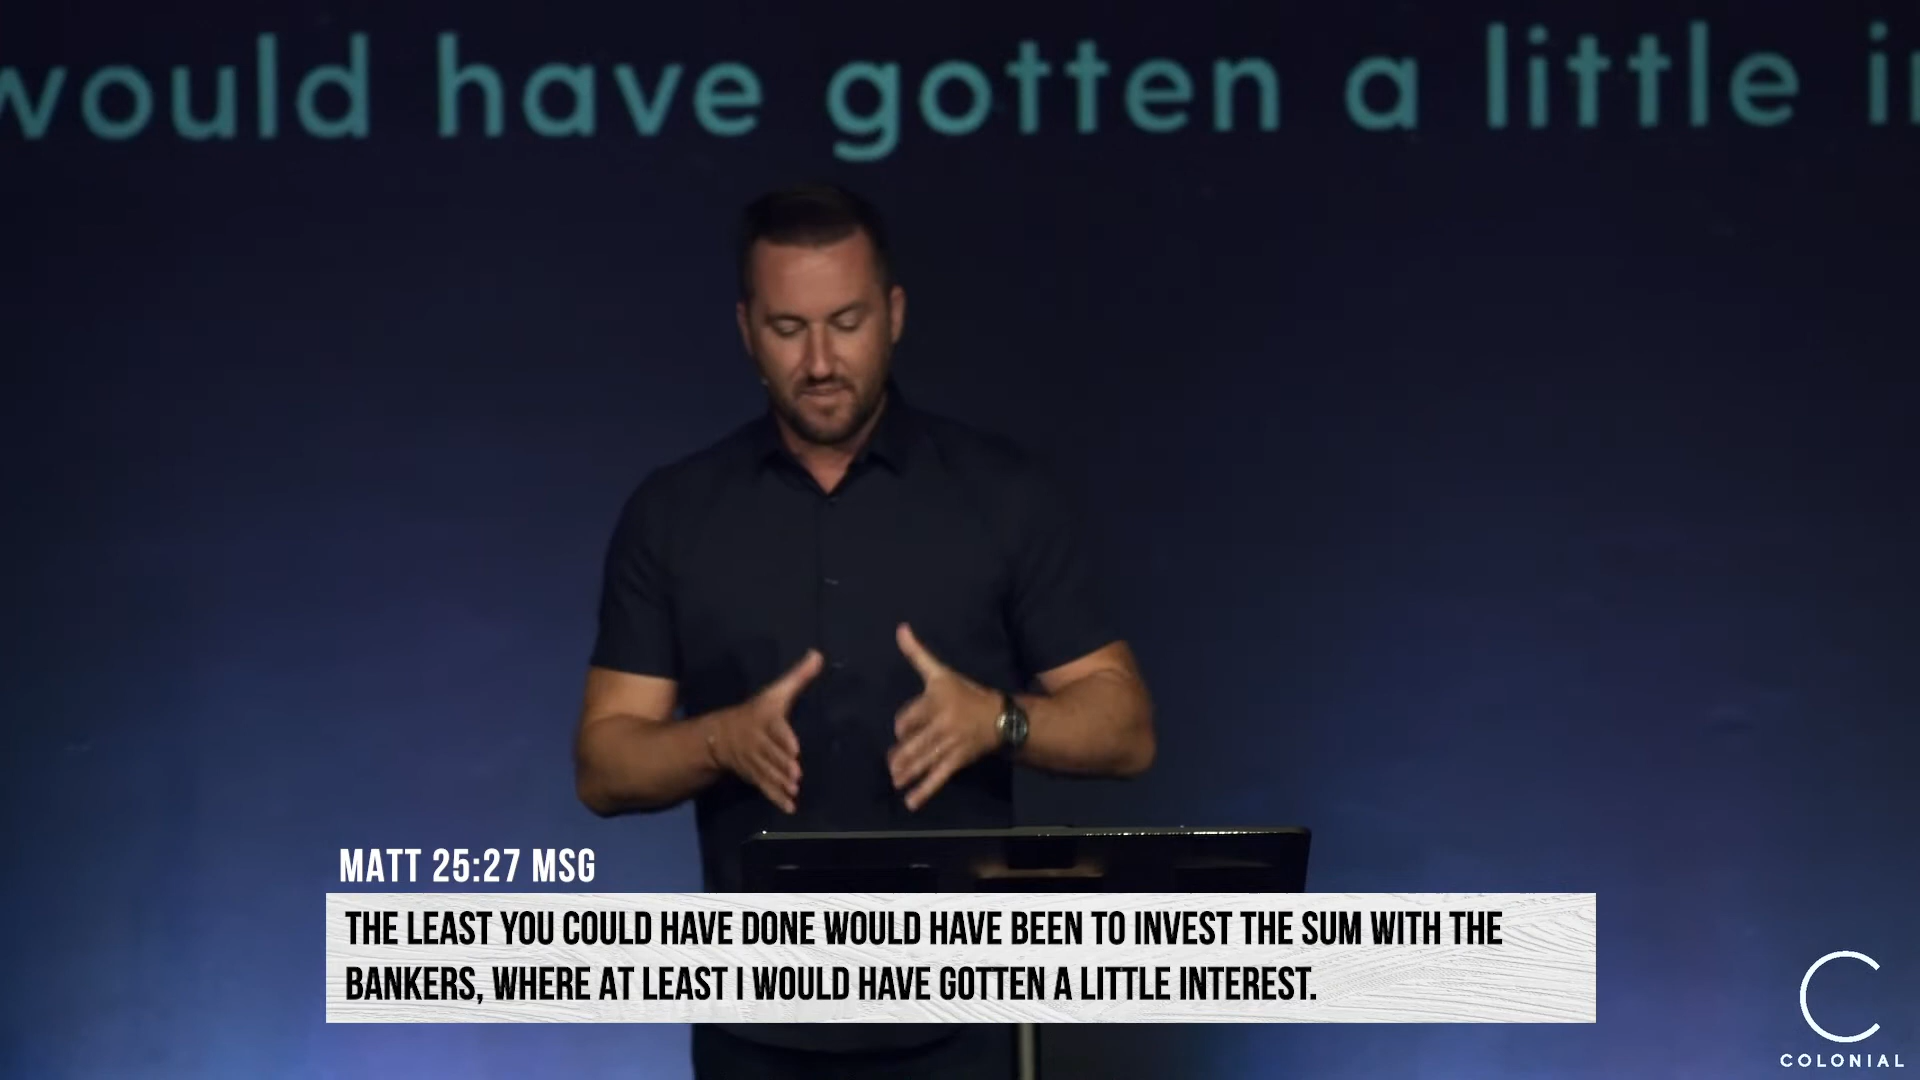 would have gotten a little
MATT 25:27 MSG
THE LEAST YOU COULD HAVE DONE WOULD HAVE BEEN TO INVEST THE SUM WITH THE
BANKERS, WHERE AT LEAST I WOULD HAVE GOTTEN A LITTLE INTEREST.
COLONIAL